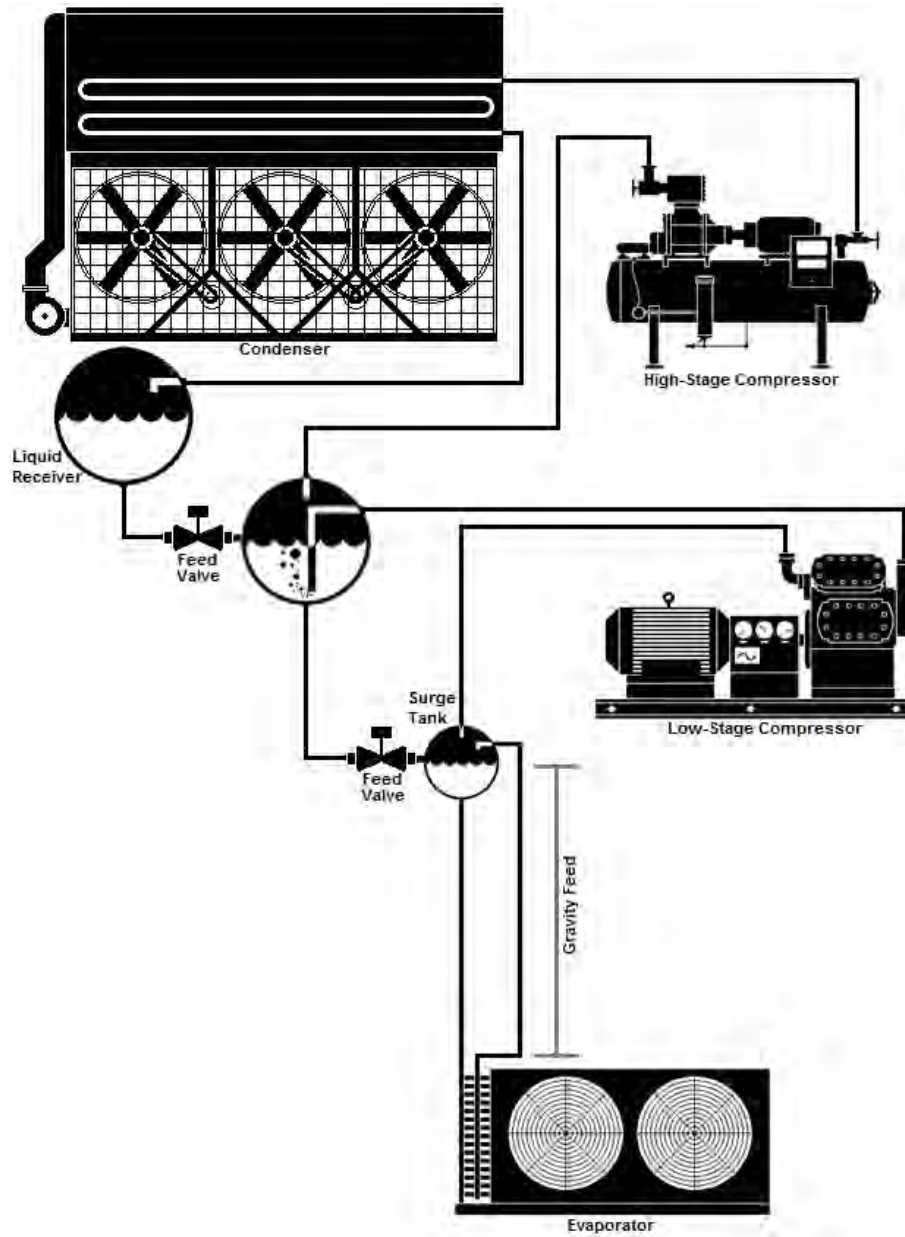 Condenser
High-Stage Compressor
Liquid
Receiver
Feed
Valve
Surge
Tank
Low-Stage Compressor
Feed
Valve
Gravity Feed
Evaporator